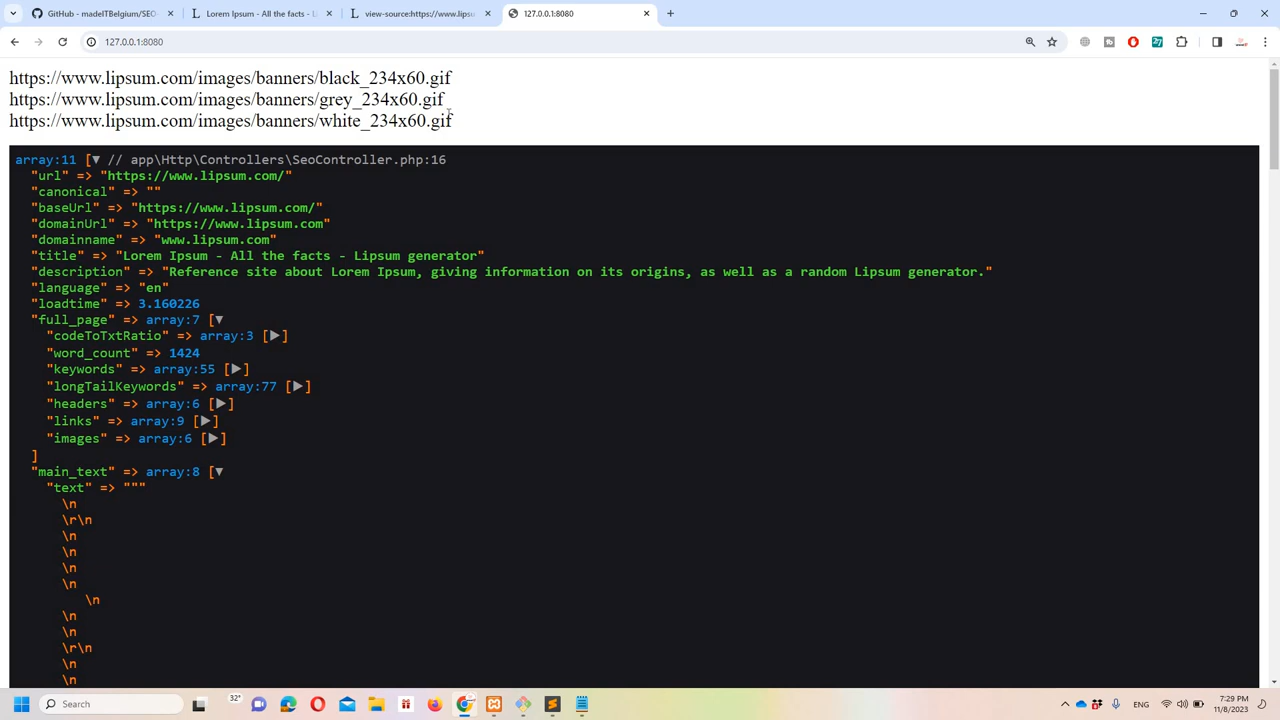 GitHub - madeITBelgium/SEO
Lorem Ipsum - All the facts - L
view-source:https://www.lipsu
127.0.0.1:8080
127.0.0.1:8080
https://www.lipsum.com/images/banners/black_234x60.gif
https://www.lipsum.com/images/banners/grey_234x60.gif
https://www.lipsum.com/images/banners/white_234x60.gif
array:11 [▼ // app\Http\Controllers\SeoController.php:16
"url" => "https://www.lipsum.com/"
"canonical" => ""
"baseUrl" => "https://www.lipsum.com/"
"domainUrl" => "https://www.lipsum.com"
"domainname" => "www.lipsum.com"
"title" => "Lorem Ipsum - All the facts - Lipsum generator"
"description" => "Reference site about Lorem Ipsum, giving information on its origins, as well as a random Lipsum generator."
"language" => "en"
"loadtime" => 3.160226
"full_page" => array:7 [▼
"codeToTxtRatio" => array:3 [▶]
"word_count" => 1424
"keywords" => array:55 [▶]
"longTailKeywords" => array:77 [▶]
"headers" => array:6 [▶]
"links" => array:9 [▶]
"images" => array:6 [▶]
]
"main_text" => array:8 [▼
"text" => """
\n
\r\n
\n
\n
\n
\n
\n
\n
\n
\r\n
\n
\n
Search
32°
ENG
7:29 PM
11/8/2023